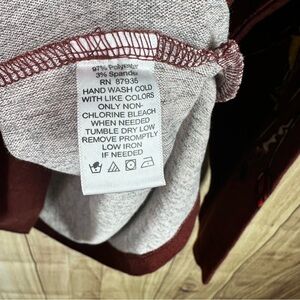 97% Polyester
3% Spandex
RN 87935
HAND WASH COLD
WITH LIKE COLORS
ONLY NON-
CHLORINE BLEACH
WHEN NEEDED
TUMBLE DRY LOW
REMOVE PROMPTLY
LOW IRON
IF NEEDED